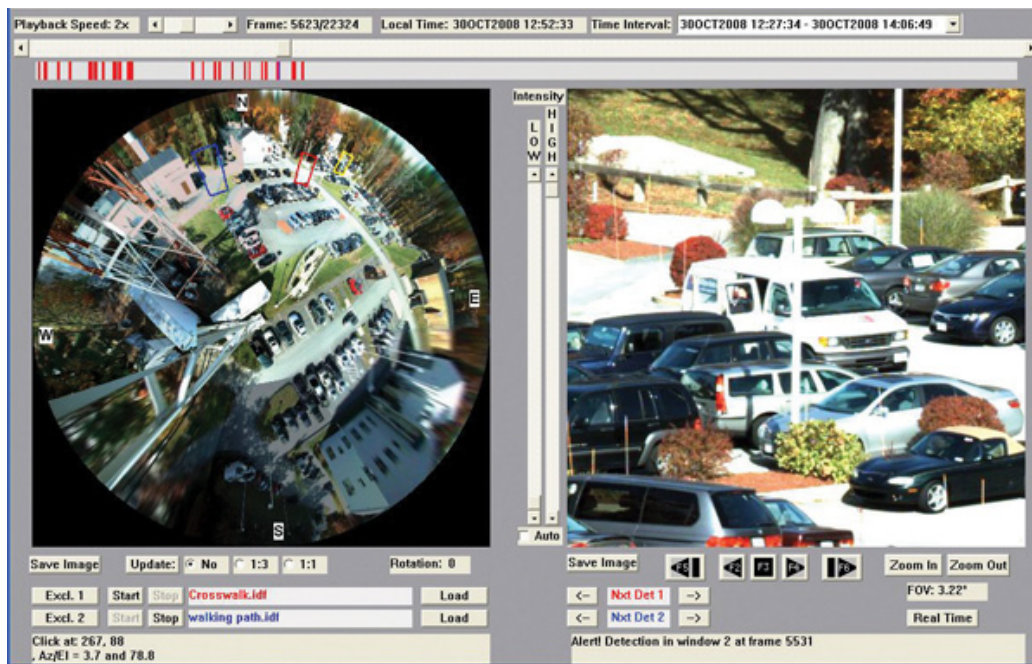 Playback Speed: 2x Frame: 5623/22324 Local Time: 30OCT2008 12:52:33 Time Interval: 30OCT2008 12:27:34 - 30OCT2008 14:06:49
N
W
E
S
Intensity
LOW
HIGH
Auto
Save Image Update: No 1:3 1:1 Rotation: 0
Excl. 1 Start Stop Crosswalk.idf Load
Excl. 2 Start Stop walking path.idf Load
Click at: 267, 88
, Az/El = 3.7 and 78.8
Save Image F5 F2 F3 F4 F6 Zoom In Zoom Out
<- Nxt Det 1 -> FOV: 3.22°
<- Nxt Det 2 -> Real Time
Alert! Detection in window 2 at frame 5531